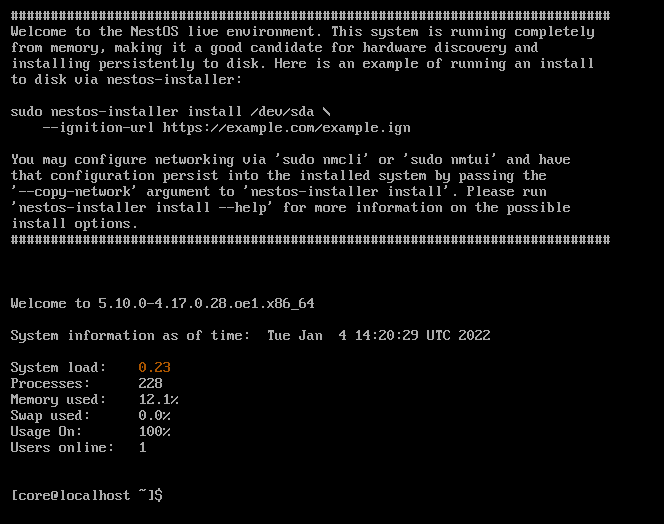 ###########################################################################
Welcome to the NestOS live environment. This system is running completely
from memory, making it a good candidate for hardware discovery and
installing persistently to disk. Here is an example of running an install
to disk via nestos-installer:
sudo nestos-installer install /dev/sda \
    --ignition-url https://example.com/example.ign
You may configure networking via 'sudo nmcli' or 'sudo nmtui' and have
that configuration persist into the installed system by passing the
'--copy-network' argument to 'nestos-installer install'. Please run
'nestos-installer install --help' for more information on the possible
install options.
###########################################################################
Welcome to 5.10.0-4.17.0.28.oe1.x86_64
System information as of time:  Tue Jan  4 14:20:29 UTC 2022
System load:    0.23
Processes:      228
Memory used:    12.1%
Swap used:      0.0%
Usage On:       100%
Users online:   1
[core@localhost ~]$